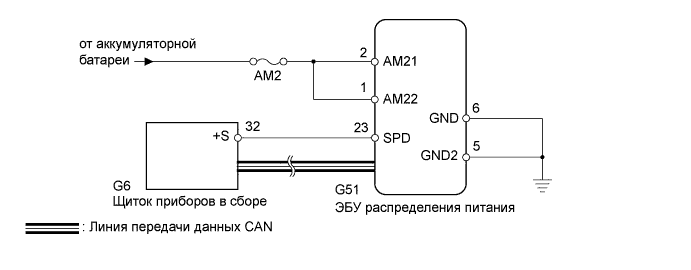 от аккумуляторной
батареи
AM2
2
AM21
1
AM22
+S
32
23
SPD
GND
6
GND2
5
G6
Щиток приборов в сборе
G51
ЭБУ распределения питания
: Линия передачи данных CAN